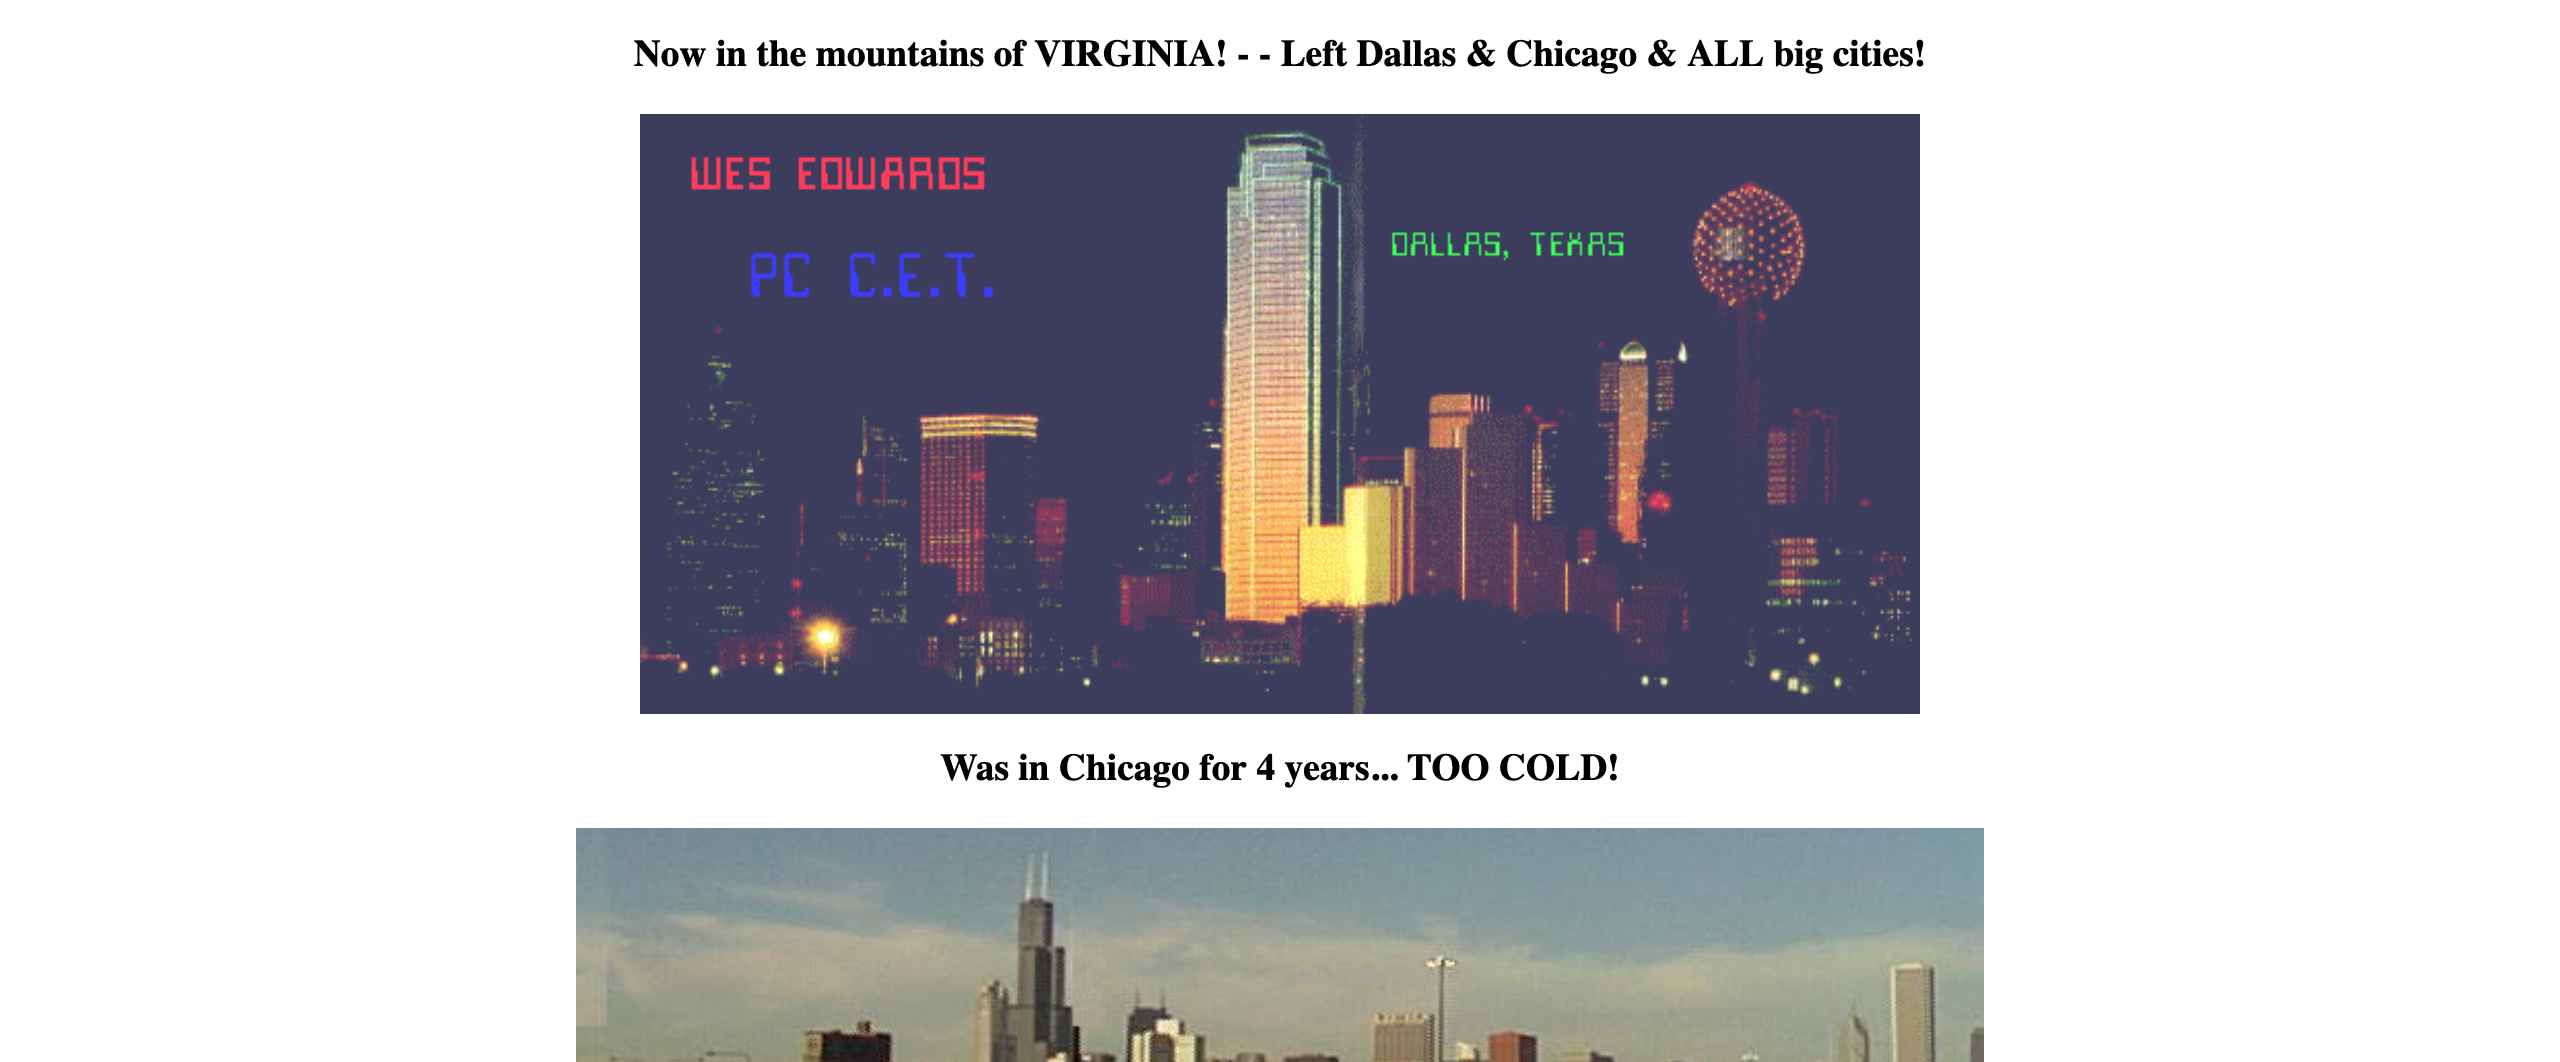 Now in the mountains of VIRGINIA! - - Left Dallas & Chicago & ALL big cities!
WES EDWARDS
PC C.E.T.
DALLAS, TEXAS
Was in Chicago for 4 years... TOO COLD!